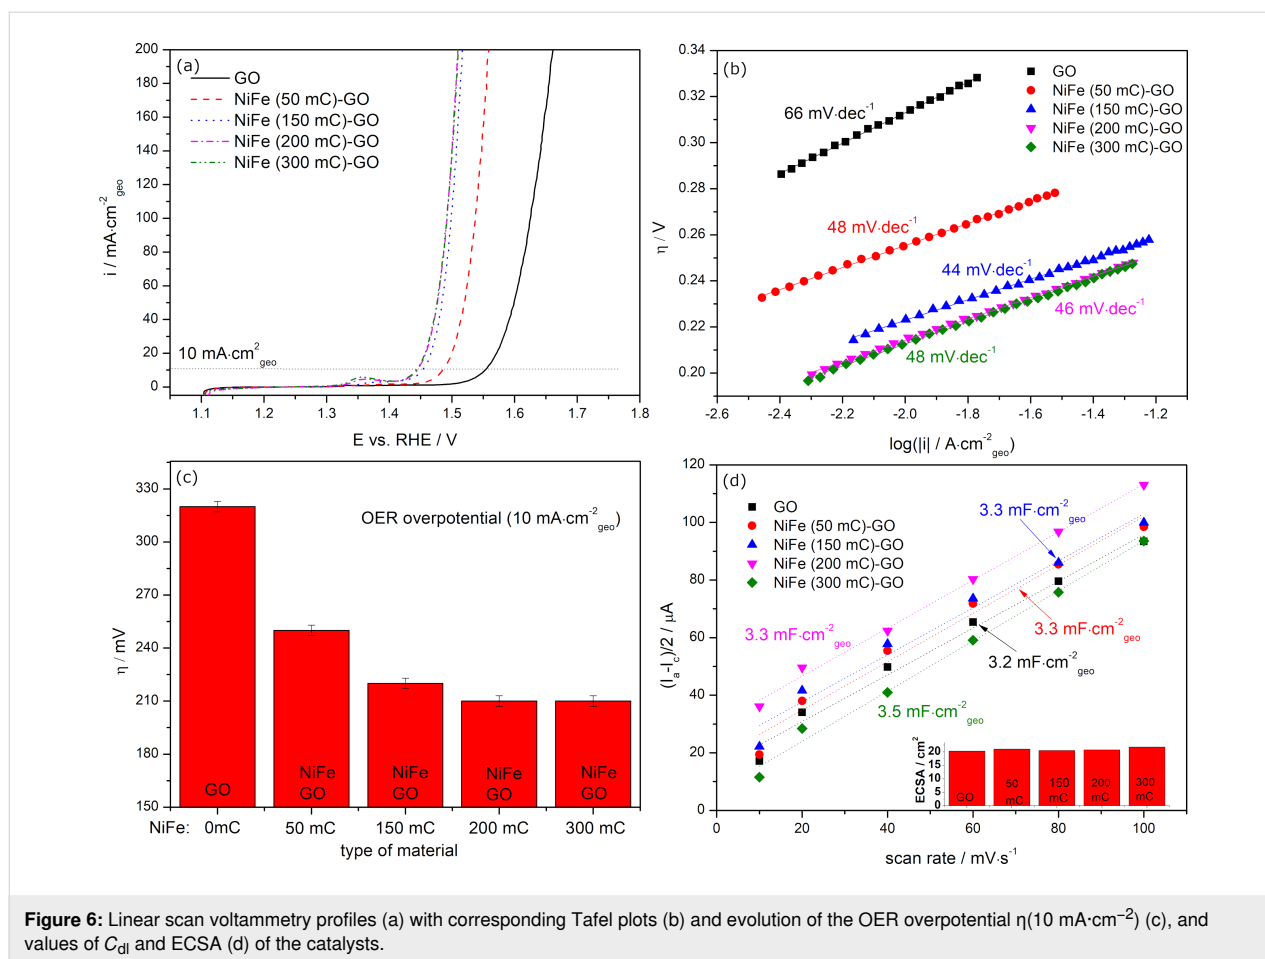 (a)
200
180
160
140
120
100
80
60
40
20
0
i / mA·cm⁻²geo
GO
NiFe (50 mC)-GO
NiFe (150 mC)-GO
NiFe (200 mC)-GO
NiFe (300 mC)-GO
10 mA·cm²geo
1.1 1.2 1.3 1.4 1.5 1.6 1.7 1.8
E vs. RHE / V
(b)
0.34
0.32
0.30
0.28
0.26
0.24
0.22
0.20
η / V
GO
NiFe (50 mC)-GO
NiFe (150 mC)-GO
NiFe (200 mC)-GO
NiFe (300 mC)-GO
66 mV·dec⁻¹
48 mV·dec⁻¹
44 mV·dec⁻¹
46 mV·dec⁻¹
48 mV·dec⁻¹
-2.6 -2.4 -2.2 -2.0 -1.8 -1.6 -1.4 -1.2
log(|i| / A·cm⁻²geo)
(c)
330
300
270
240
210
180
150
η / mV
OER overpotential (10 mA·cm⁻²geo)
GO
NiFe
GO
NiFe
GO
NiFe
GO
NiFe
GO
NiFe: 0mC 50 mC 150 mC 200 mC 300 mC
type of material
(d)
120
100
80
60
40
20
0
(Ia-Ic)/2 / μA
GO
NiFe (50 mC)-GO
NiFe (150 mC)-GO
NiFe (200 mC)-GO
NiFe (300 mC)-GO
3.3 mF·cm⁻²geo
3.3 mF·cm⁻²geo
3.3 mF·cm⁻²geo
3.2 mF·cm⁻²geo
3.5 mF·cm⁻²geo
ECSA / cm²
20
15
10
5
0
GO
50
mC
150
mC
200
mC
300
mC
0 20 40 60 80 100
scan rate / mV·s⁻¹
Figure 6: Linear scan voltammetry profiles (a) with corresponding Tafel plots (b) and evolution of the OER overpotential η(10 mA·cm⁻²) (c), and
values of Cdl and ECSA (d) of the catalysts.